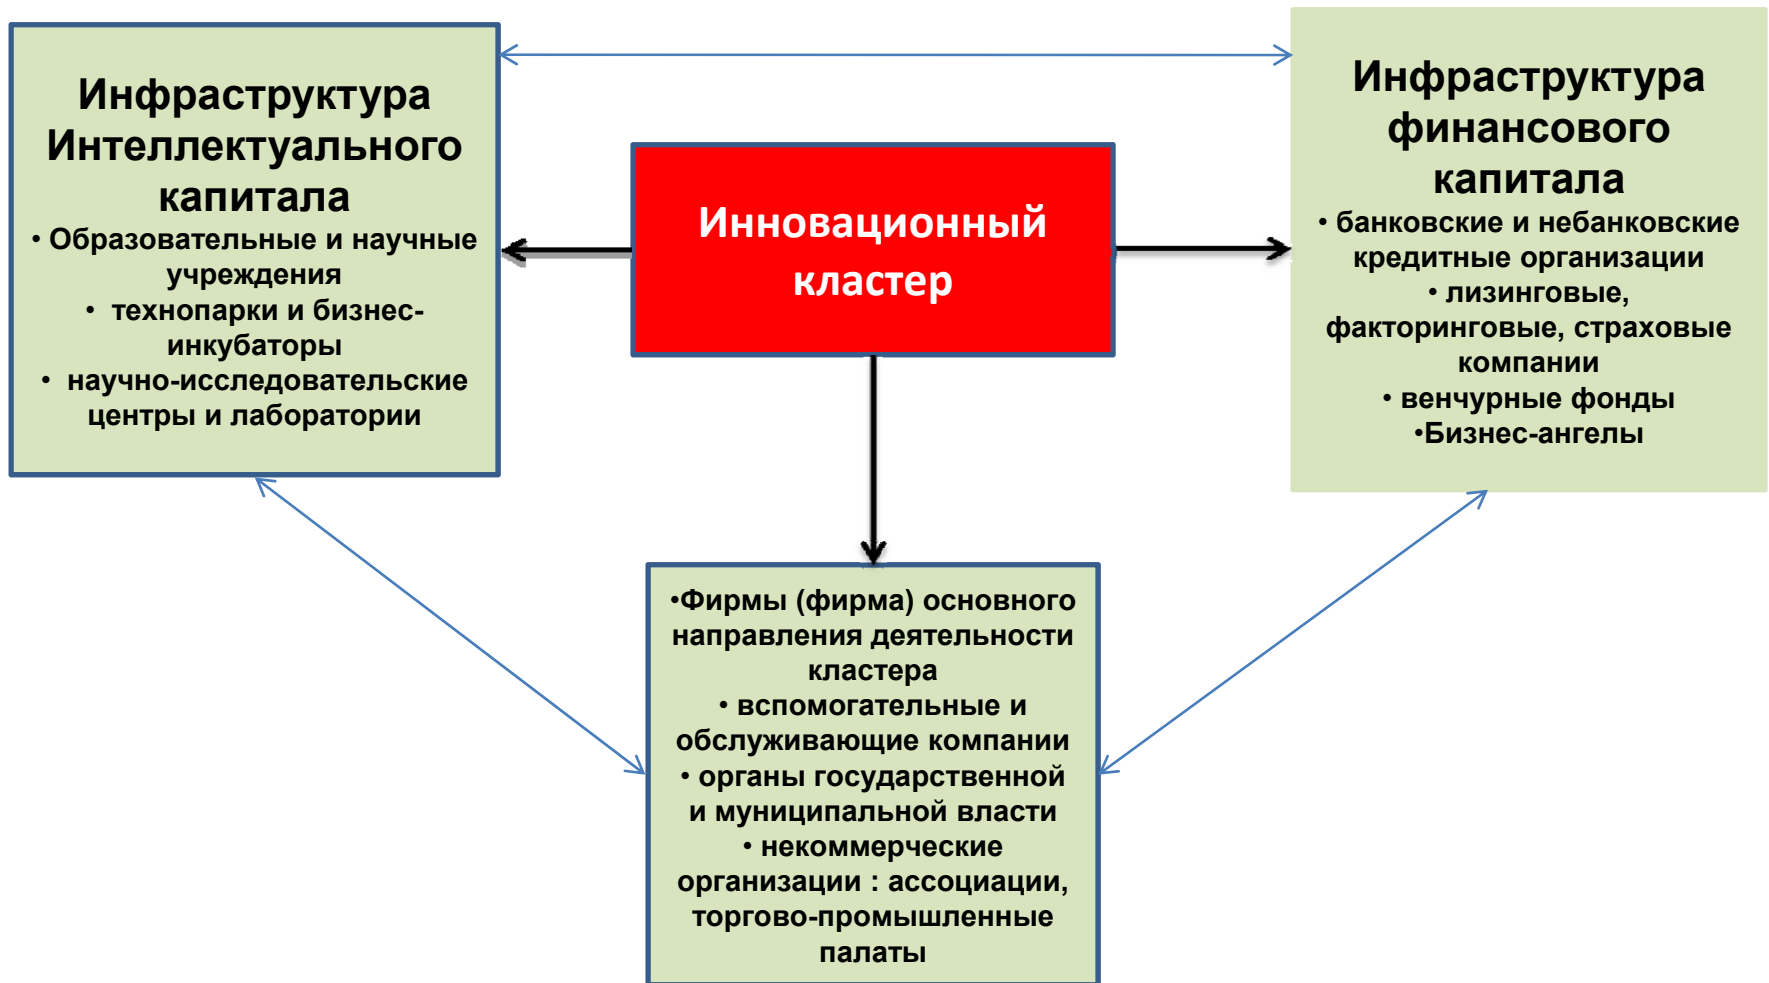 Инфраструктура
Интеллектуального
капитала
• Образовательные и научные
учреждения
• технопарки и бизнес-
инкубаторы
• научно-исследовательские
центры и лаборатории
Инновационный
кластер
Инфраструктура
финансового
капитала
• банковские и небанковские
кредитные организации
• лизинговые,
факторинговые, страховые
компании
• венчурные фонды
•Бизнес-ангелы
•Фирмы (фирма) основного
направления деятельности
кластера
• вспомогательные и
обслуживающие компании
• органы государственной
и муниципальной власти
• некоммерческие
организации : ассоциации,
торгово-промышленные
палаты